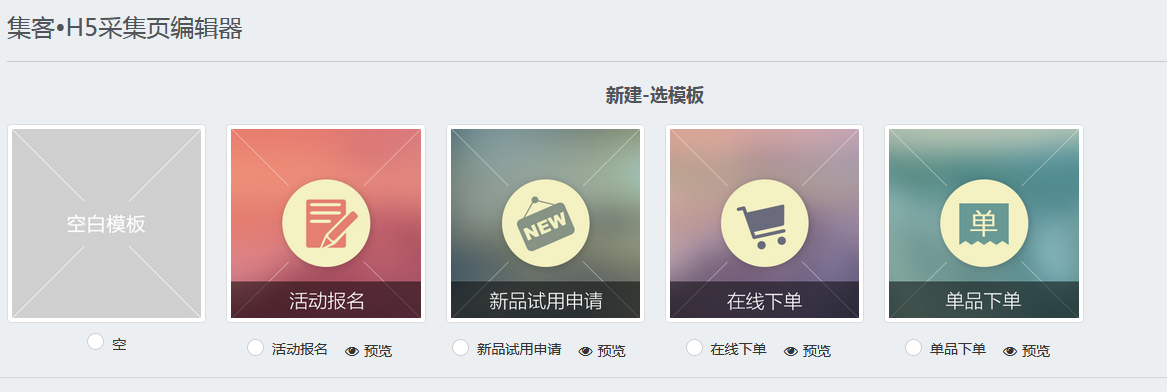 集客•H5采集页编辑器
新建-选模板
空白模板
NEW
单
活动报名
新品试用申请
在线下单
单品下单
空
活动报名 预览
新品试用申请 预览
在线下单 预览
单品下单 预览